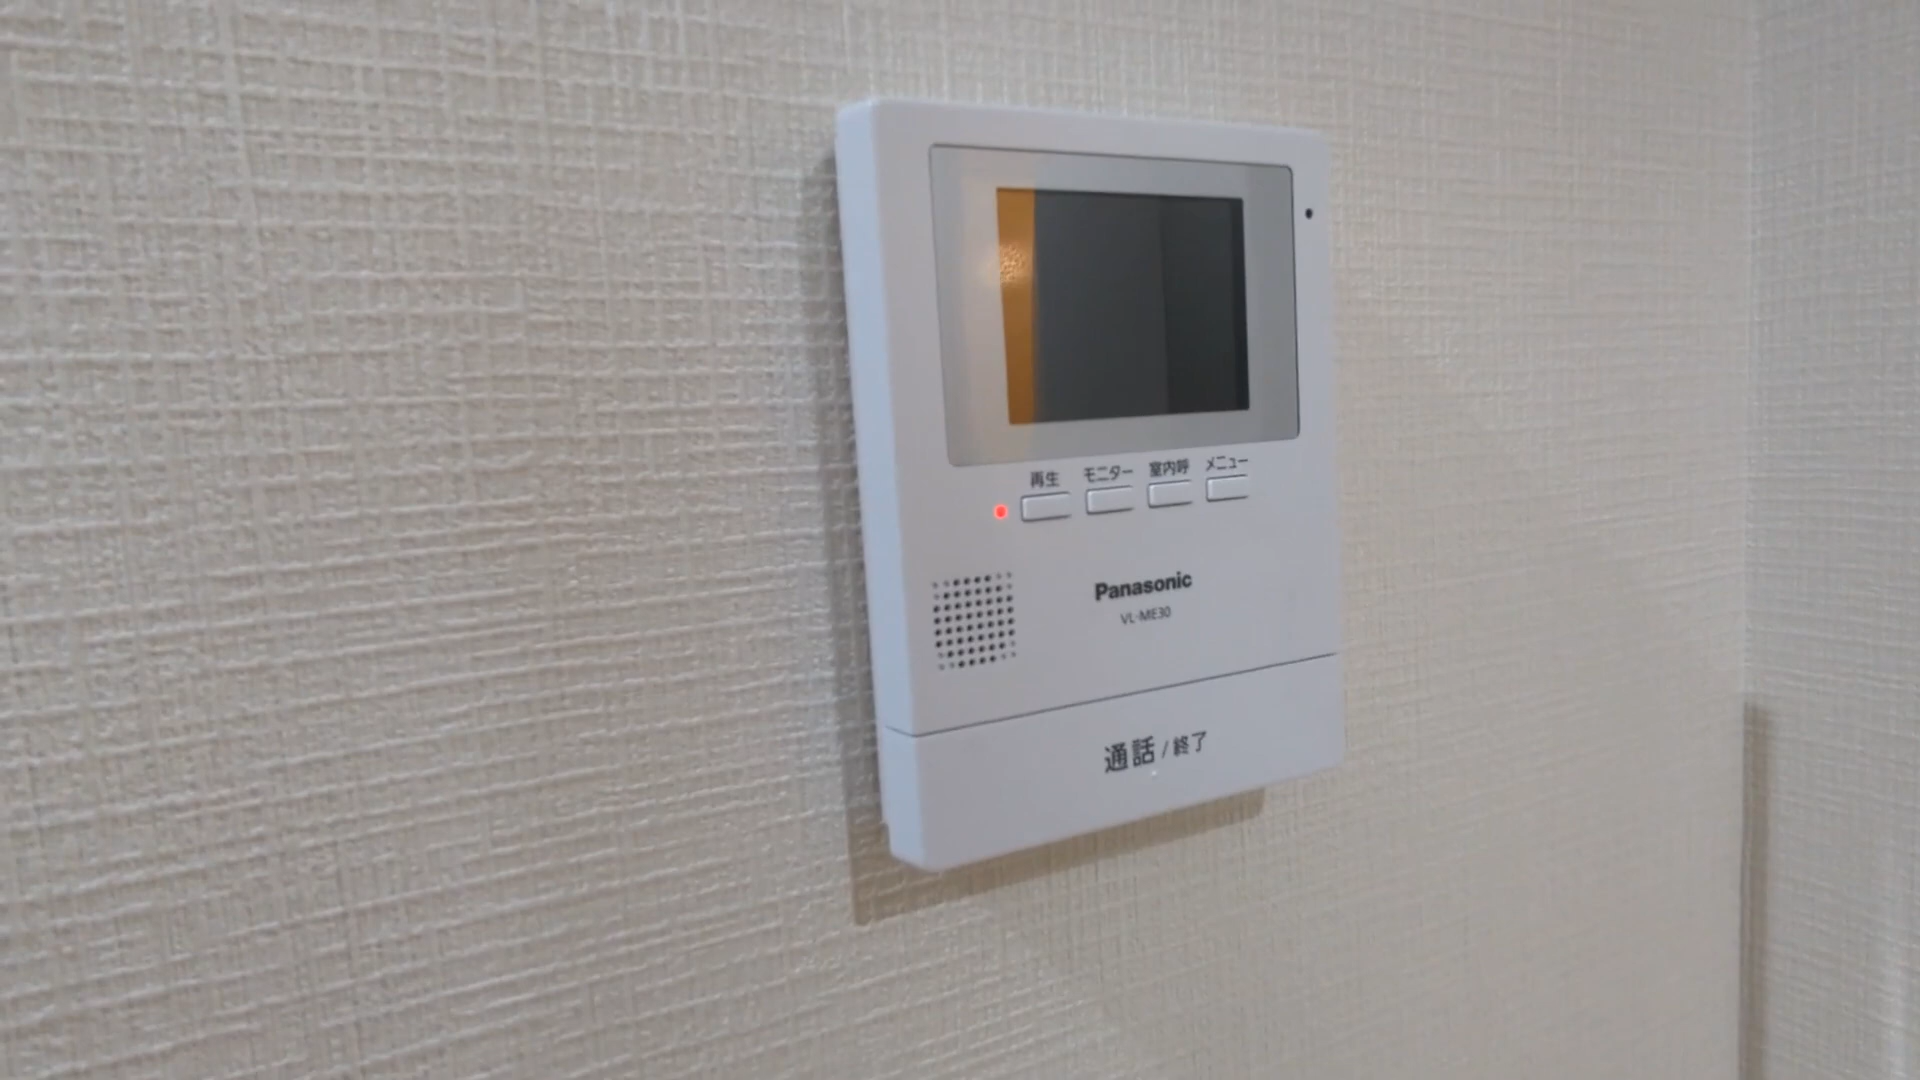 再生 モニター 室内呼 メニュー
Panasonic
VL-ME30
通話 / 終了